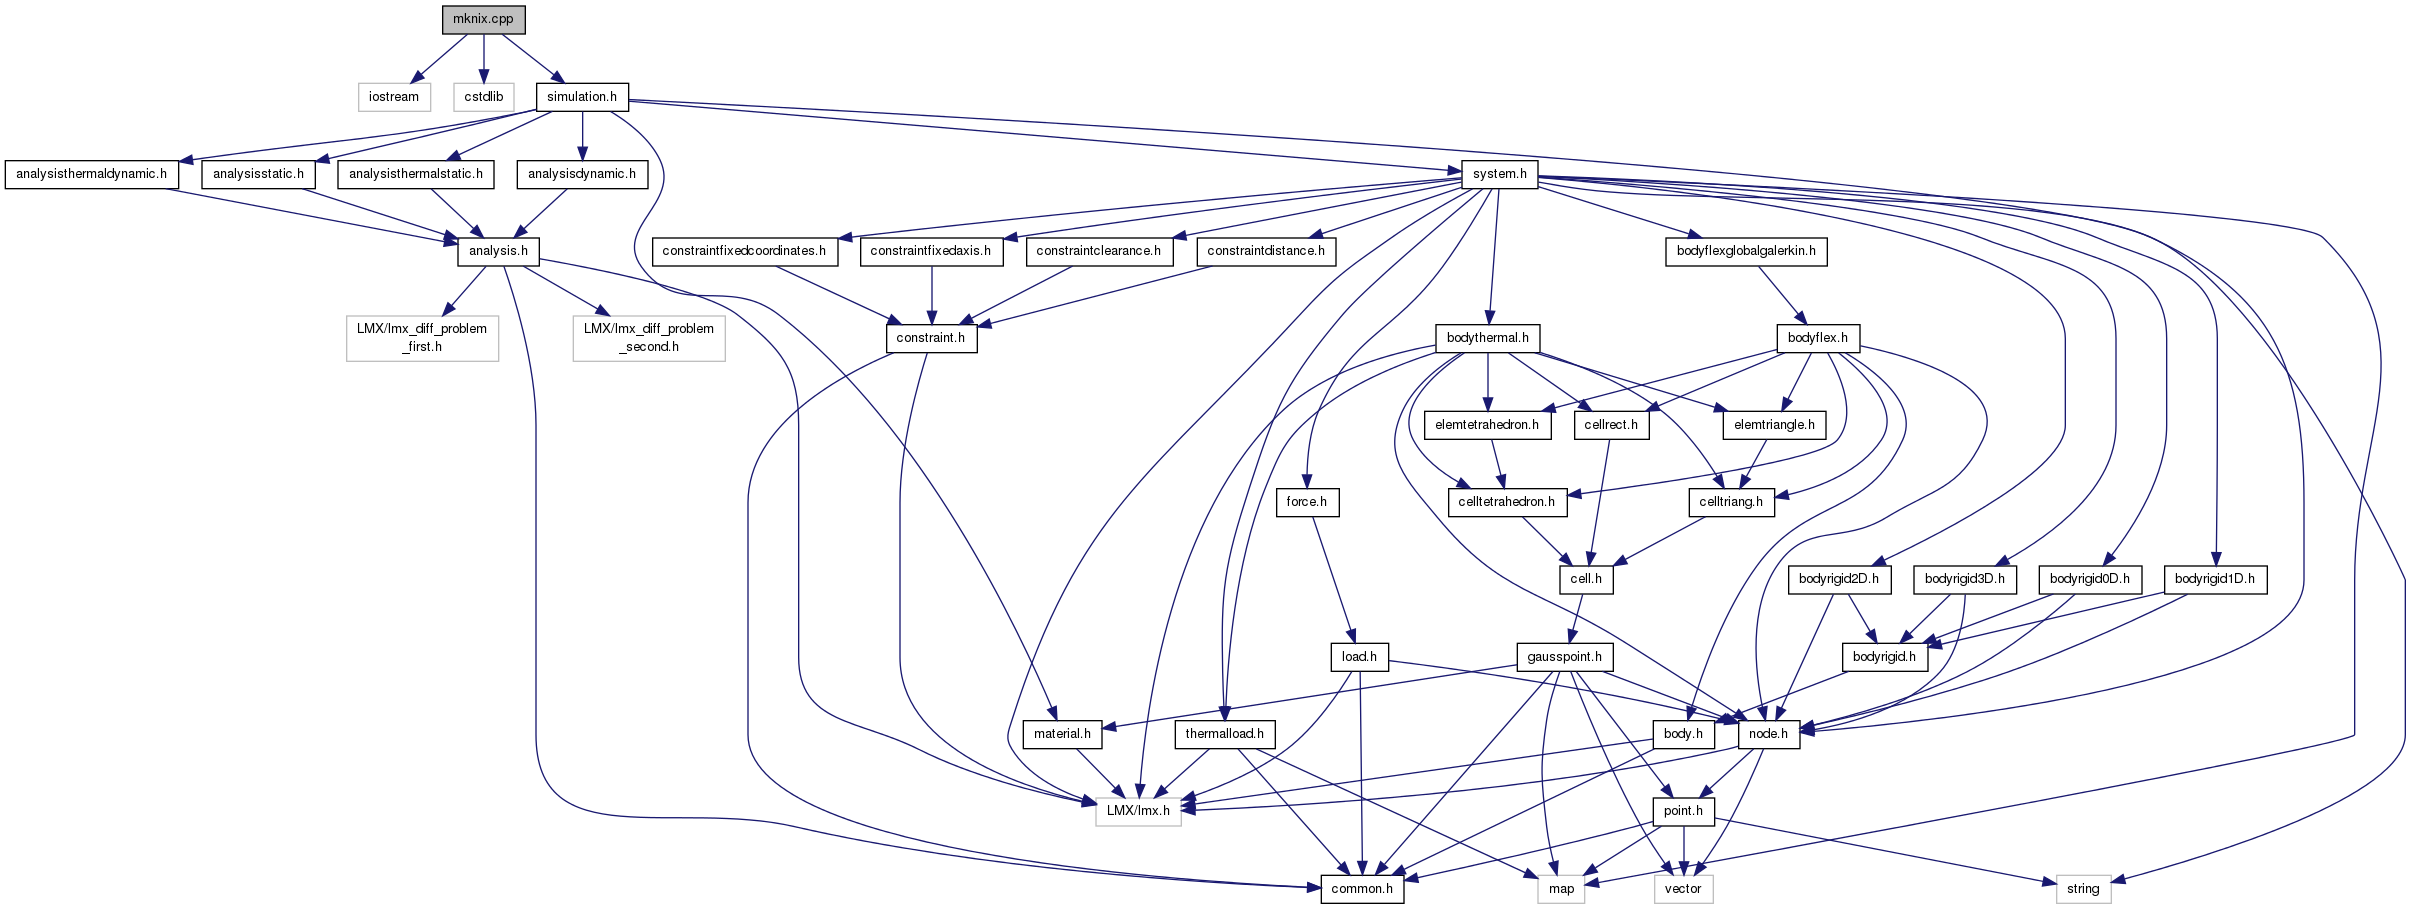 mknix.cpp
iostream
cstdlib
simulation.h
analysisthermaldynamic.h
analysisstatic.h
analysisthermalstatic.h
analysisdynamic.h
system.h
analysis.h
constraintfixedcoordinates.h
constraintfixedaxis.h
constraintclearance.h
constraintdistance.h
bodyflexglobalgalerkin.h
LMX/lmx_diff_problem
_first.h
LMX/lmx_diff_problem
_second.h
constraint.h
bodythermal.h
bodyflex.h
elemtetrahedron.h
cellrect.h
elemtriangle.h
force.h
celltetrahedron.h
celltriang.h
cell.h
bodyrigid2D.h
bodyrigid3D.h
bodyrigid0D.h
bodyrigid1D.h
load.h
gausspoint.h
bodyrigid.h
material.h
thermalload.h
body.h
node.h
LMX/lmx.h
point.h
common.h
map
vector
string